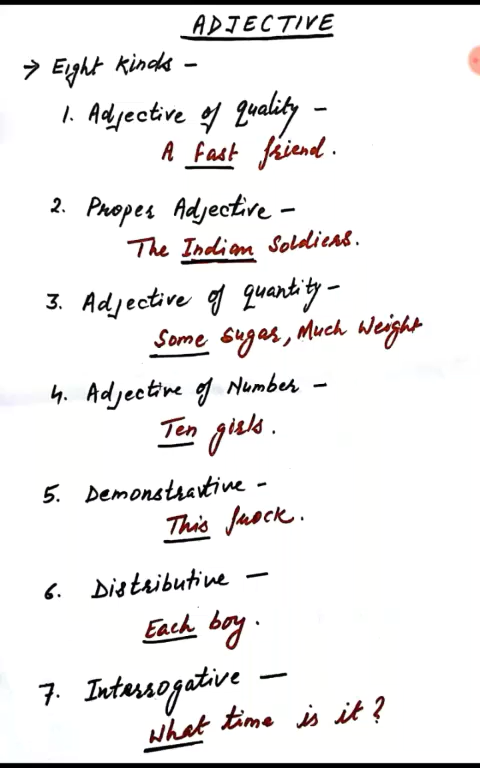 ADJECTIVE
→ Eight Kinds –
1. Adjective of quality –
A fast friend.
2. Proper Adjective –
The Indian Soldiers.
3. Adjective of quantity –
Some Sugar, Much Weight
4. Adjective of Number –
Ten girls.
5. Demonstrative –
This frock.
6. Distributive –
Each boy.
7. Interrogative –
What time is it?